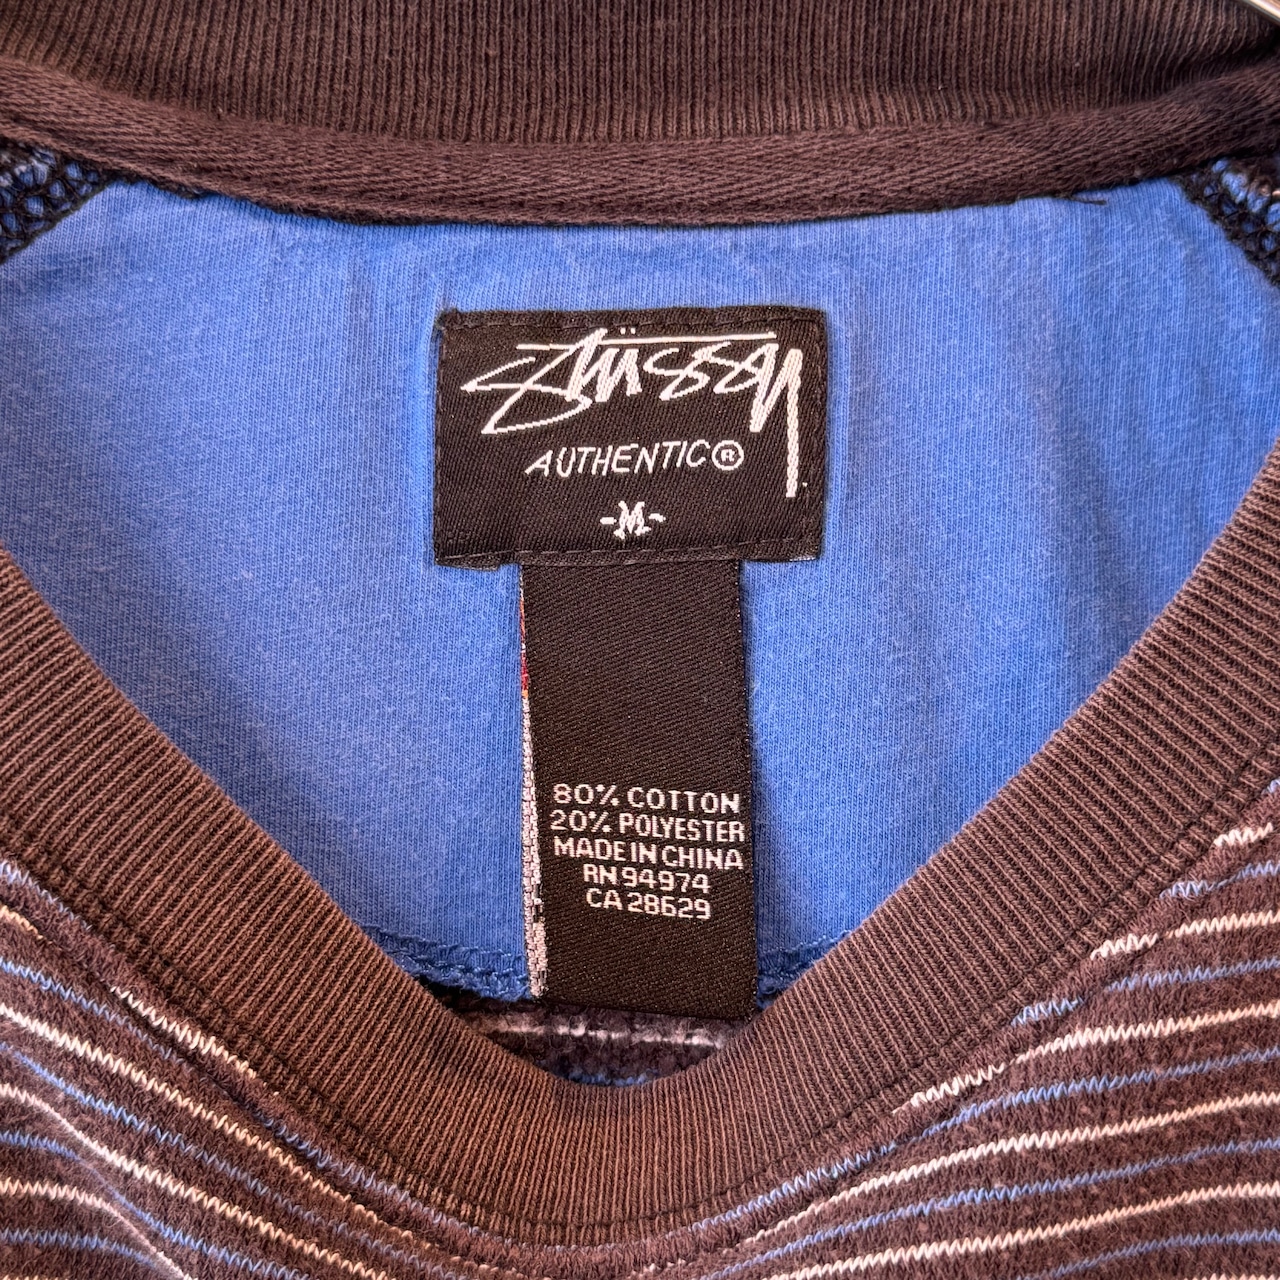 Stüssy
AUTHENTIC®
-M-
80% COTTON
20% POLYESTER
MADE IN CHINA
RN 94974
CA 28629